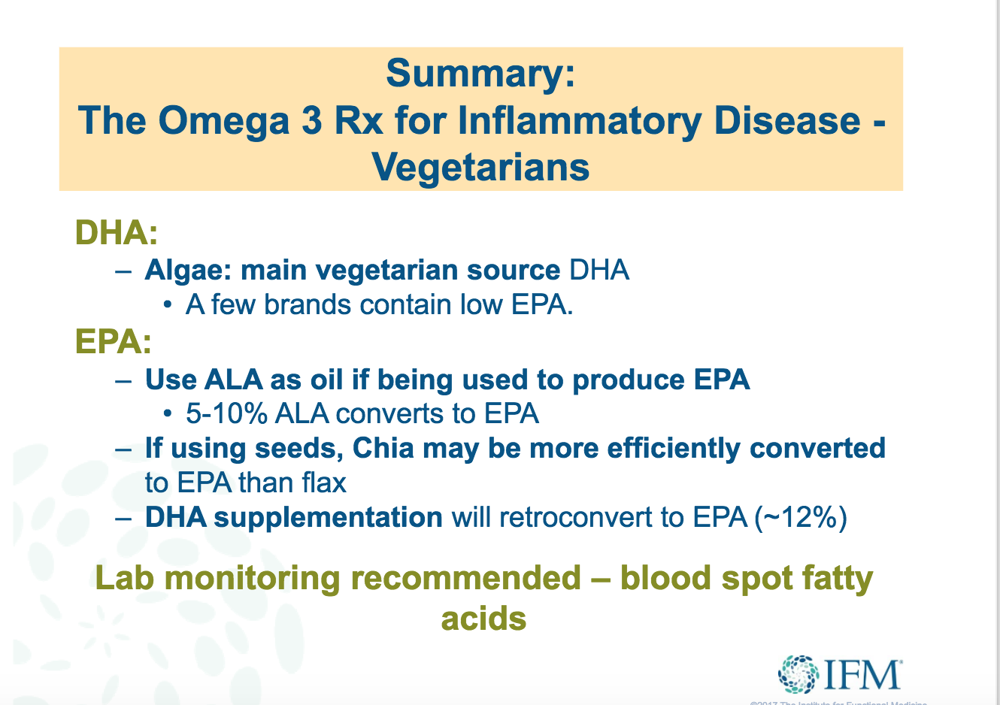 Summary:
The Omega 3 Rx for Inflammatory Disease -
Vegetarians
DHA:
– Algae: main vegetarian source DHA
• A few brands contain low EPA.
EPA:
– Use ALA as oil if being used to produce EPA
• 5-10% ALA converts to EPA
– If using seeds, Chia may be more efficiently converted
to EPA than flax
– DHA supplementation will retroconvert to EPA (~12%)
Lab monitoring recommended – blood spot fatty
acids
IFM
©2017 The Institute for Functional Medicine